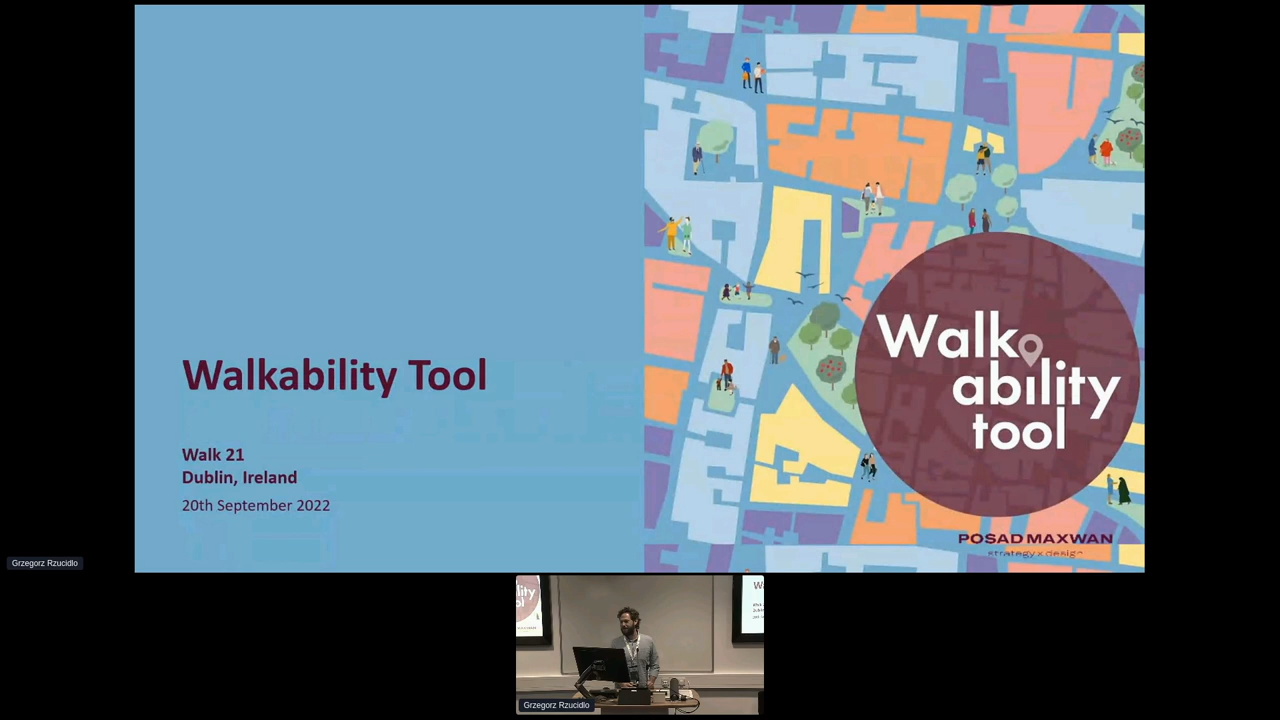 Walkability Tool
Walk 21
Dublin, Ireland
20th September 2022
Walk
ability
tool
POSAD MAXWAN
strategy x design
Grzegorz Rzucidlo
Grzegorz Rzucidlo